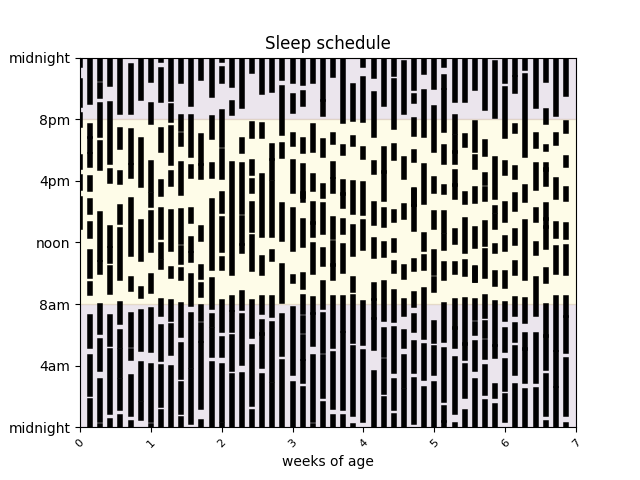 Sleep schedule
midnight
8pm
4pm
noon
8am
4am
midnight
0 1 2 3 4 5 6 7
weeks of age